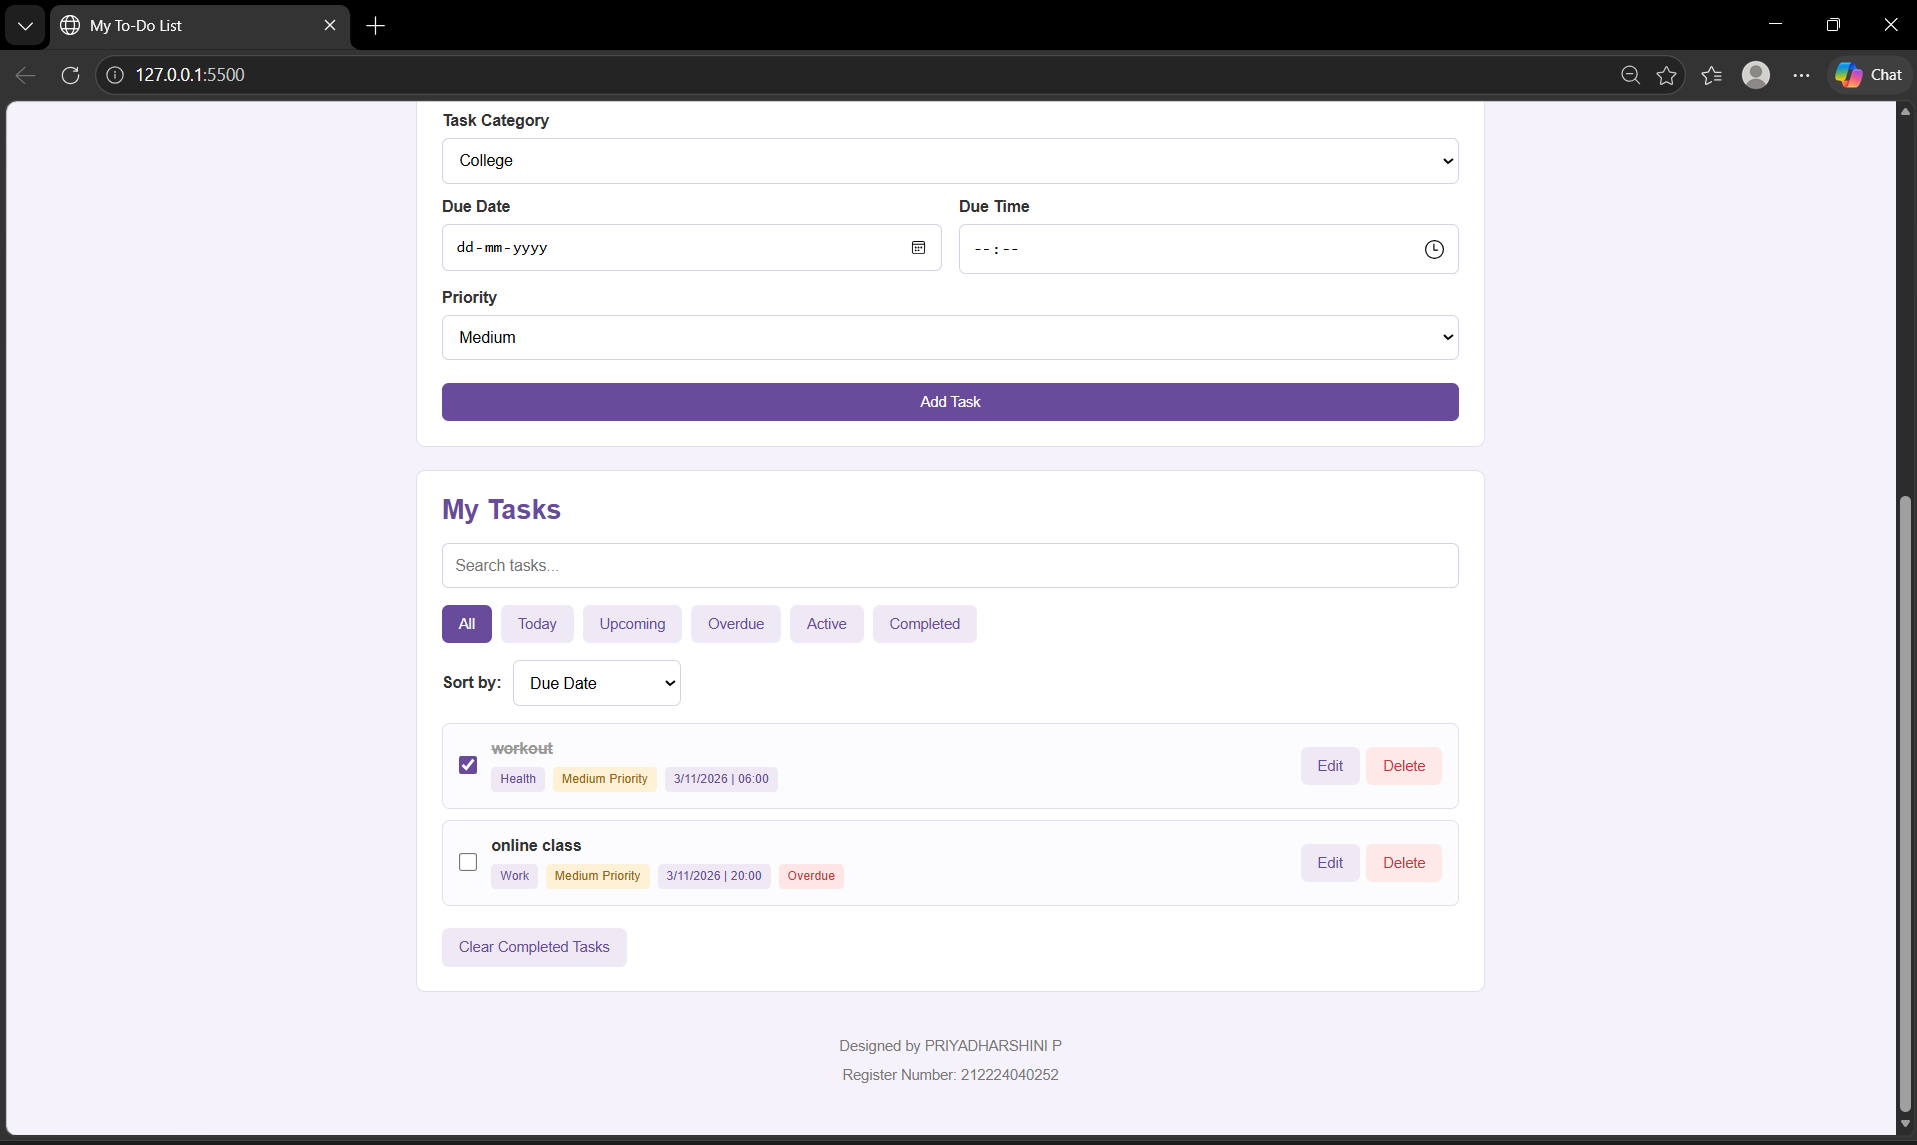 My To-Do List
127.0.0.1:5500
Chat
Task Category
College
Due Date
Due Time
dd-mm-yyyy
--:--
Priority
Medium
Add Task
My Tasks
Search tasks...
All
Today
Upcoming
Overdue
Active
Completed
Sort by:
Due Date
workout
Health
Medium Priority
3/11/2026 | 06:00
Edit
Delete
online class
Work
Medium Priority
3/11/2026 | 20:00
Overdue
Edit
Delete
Clear Completed Tasks
Designed by PRIYADHARSHINI P
Register Number: 212224040252